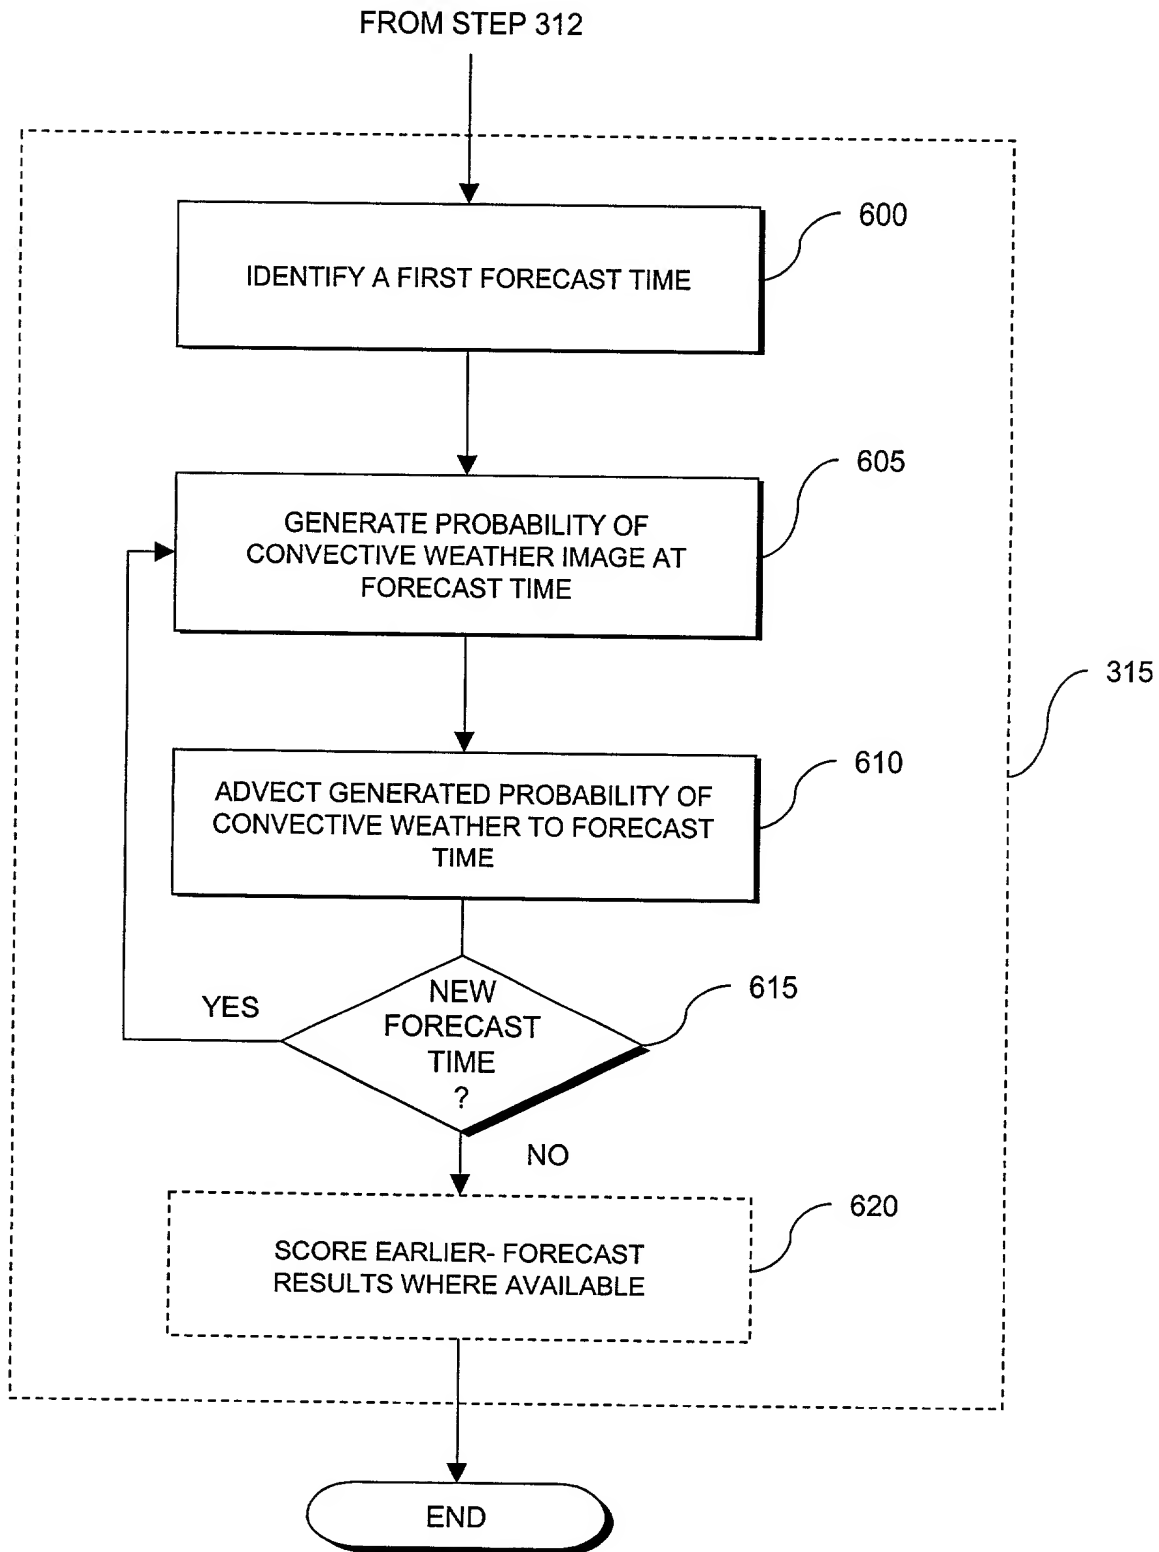 FROM STEP 312
600
IDENTIFY A FIRST FORECAST TIME
605
GENERATE PROBABILITY OF
CONVECTIVE WEATHER IMAGE AT
FORECAST TIME
315
610
ADVECT GENERATED PROBABILITY OF
CONVECTIVE WEATHER TO FORECAST
TIME
615
YES
NEW
FORECAST
TIME
?
NO
620
SCORE EARLIER- FORECAST
RESULTS WHERE AVAILABLE
END